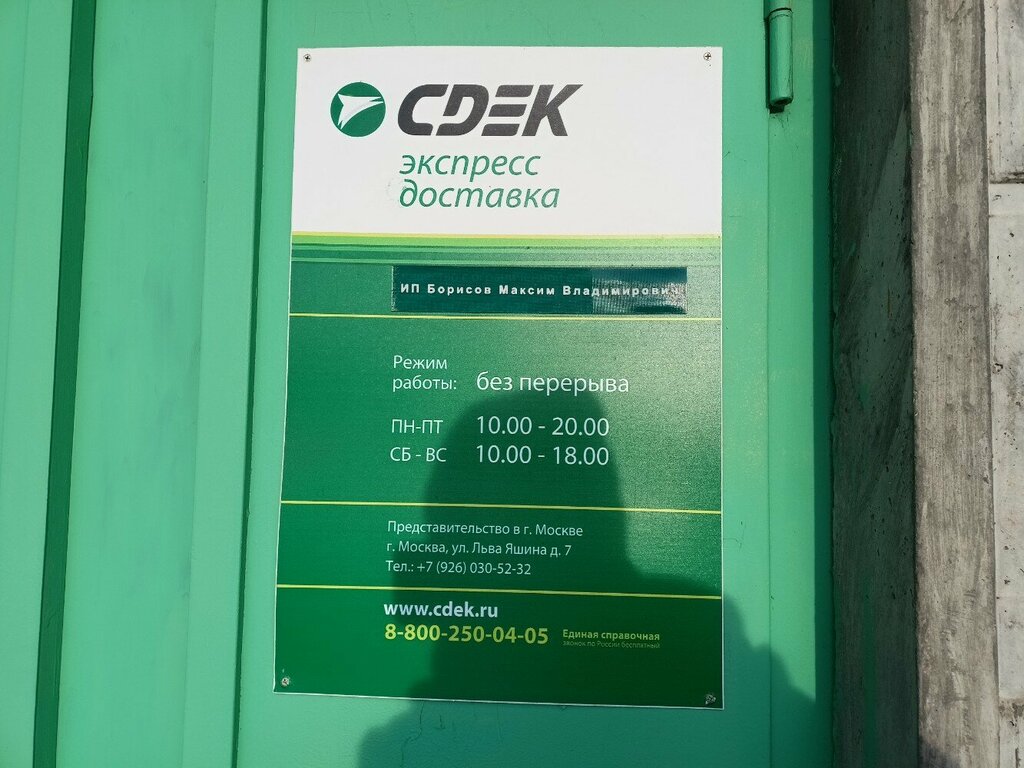 CDEK
экспресс
доставка
ИП Борисов Максим Владимирович
Режим
работы: без перерыва
ПН-ПТ 10.00 - 20.00
СБ - ВС 10.00 - 18.00
Представительство в г. Москве
г. Москва, ул. Льва Яшина д. 7
Тел.: +7 (926) 030-52-32
www.cdek.ru
8-800-250-04-05 Единая справочная
звонок по России бесплатный